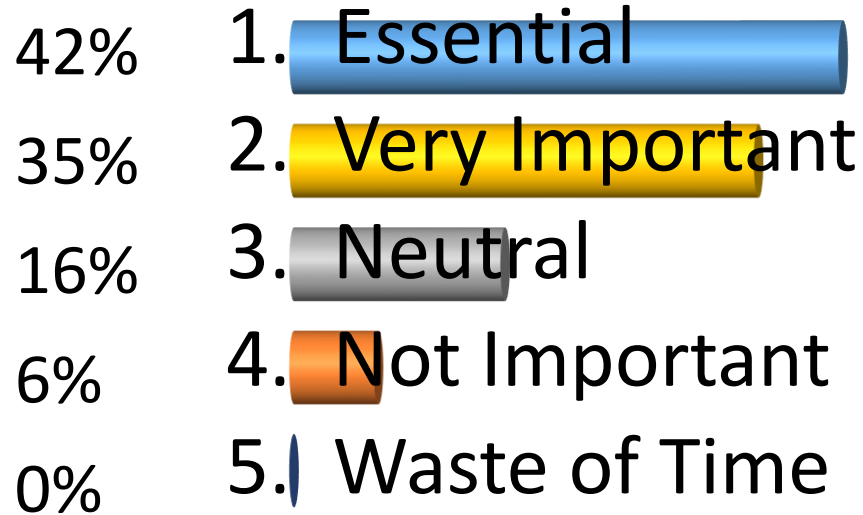 42% 1. Essential
35% 2. Very Important
16% 3. Neutral
6% 4. Not Important
0% 5. Waste of Time